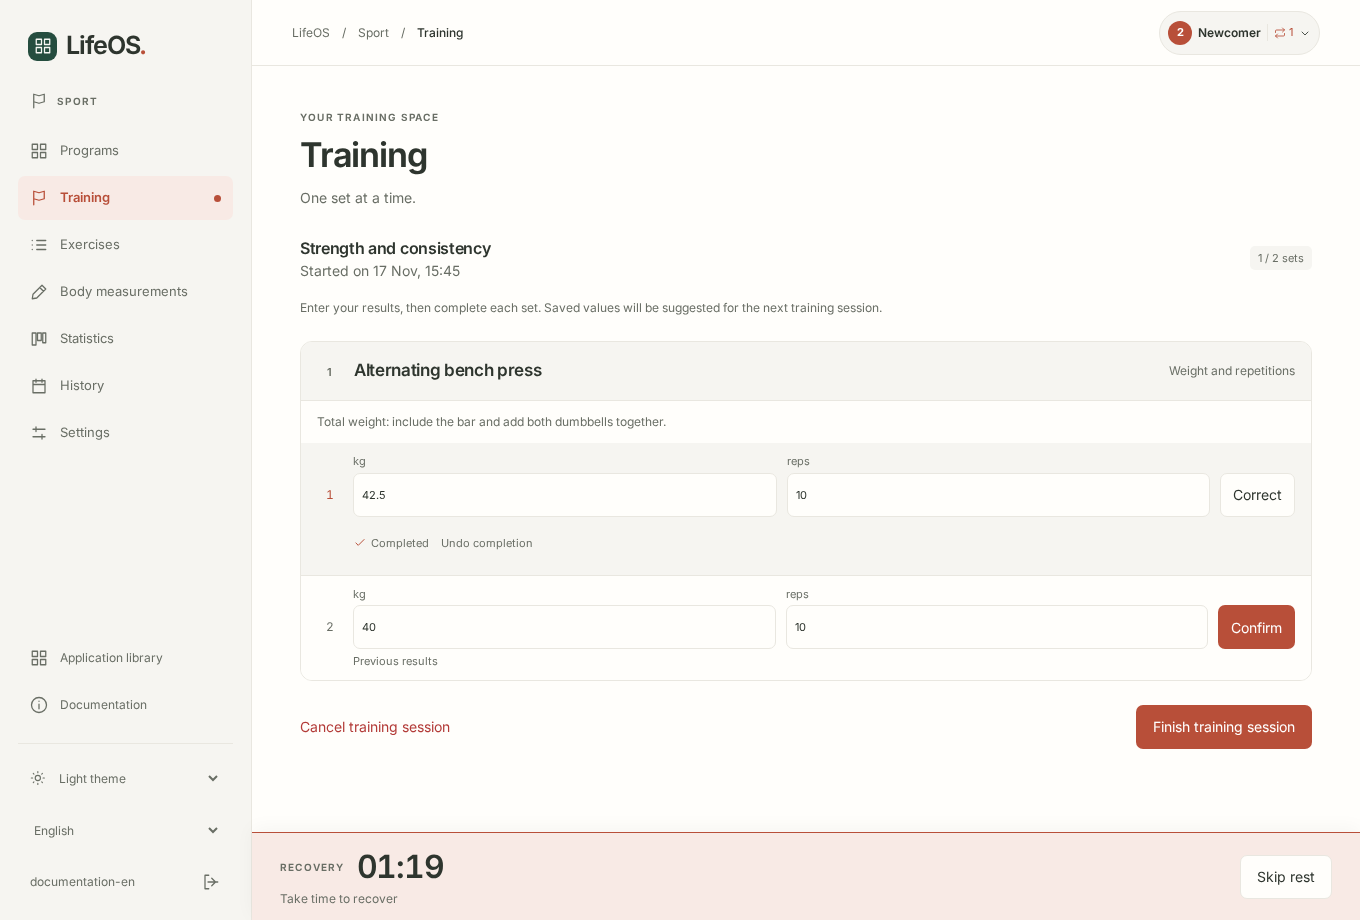 LifeOS.
SPORT
Programs
Training
Exercises
Body measurements
Statistics
History
Settings
Application library
Documentation
Light theme
English
documentation-en
LifeOS / Sport / Training
2 Newcomer 1
YOUR TRAINING SPACE
Training
One set at a time.
Strength and consistency
Started on 17 Nov, 15:45
1 / 2 sets
Enter your results, then complete each set. Saved values will be suggested for the next training session.
1 Alternating bench press Weight and repetitions
Total weight: include the bar and add both dumbbells together.
kg reps
1 42.5 10 Correct
Completed Undo completion
kg reps
2 40 10 Confirm
Previous results
Cancel training session Finish training session
RECOVERY 01:19
Take time to recover
Skip rest